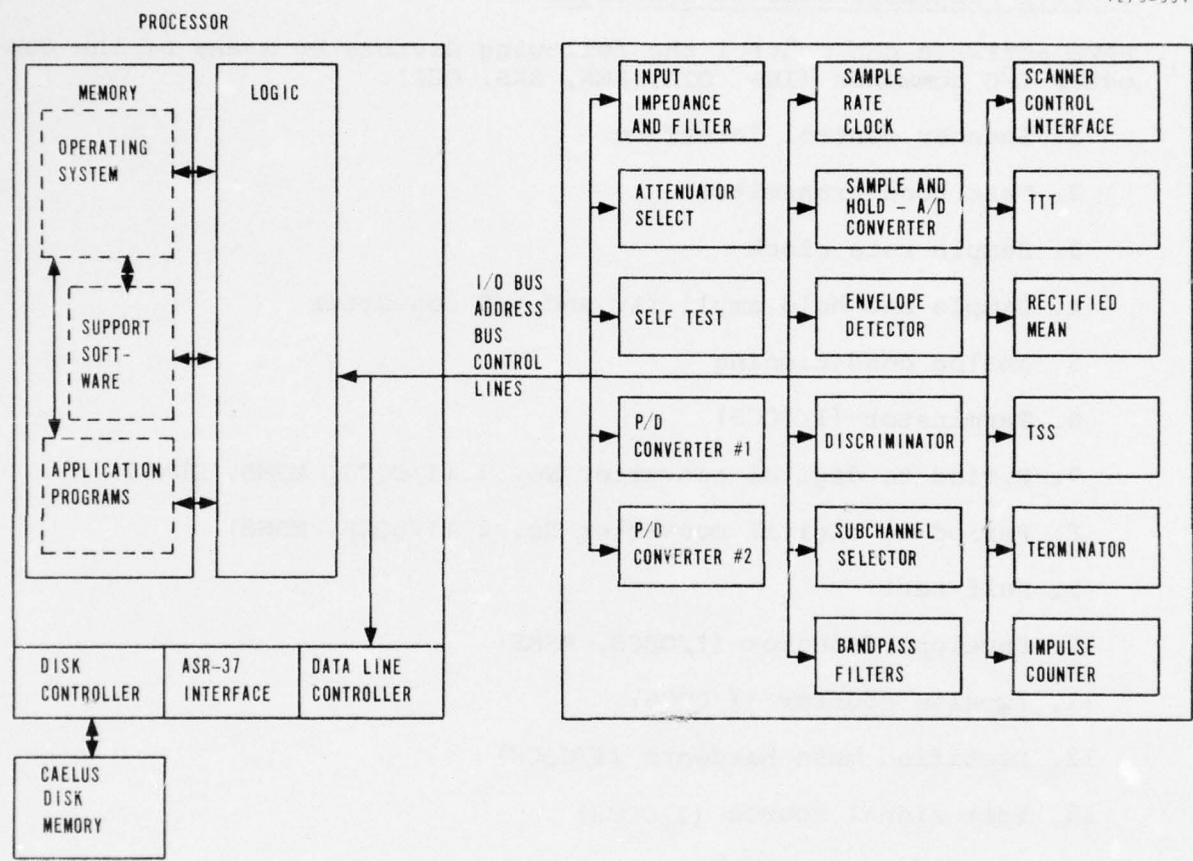 PROCESSOR
MEMORY
LOGIC
OPERATING
SYSTEM
SUPPORT
SOFT-
WARE
APPLICATION
PROGRAMS
DISK
CONTROLLER
ASR-37
INTERFACE
DATA LINE
CONTROLLER
CAELUS
DISK
MEMORY
I/O BUS
ADDRESS
BUS
CONTROL
LINES
INPUT
IMPEDANCE
AND FILTER
ATTENUATOR
SELECT
SELF TEST
P/D
CONVERTER #1
P/D
CONVERTER #2
SAMPLE
RATE
CLOCK
SAMPLE AND
HOLD - A/D
CONVERTER
ENVELOPE
DETECTOR
DISCRIMINATOR
SUBCHANNEL
SELECTOR
BANDPASS
FILTERS
SCANNER
CONTROL
INTERFACE
TTT
RECTIFIED
MEAN
TSS
TERMINATOR
IMPULSE
COUNTER